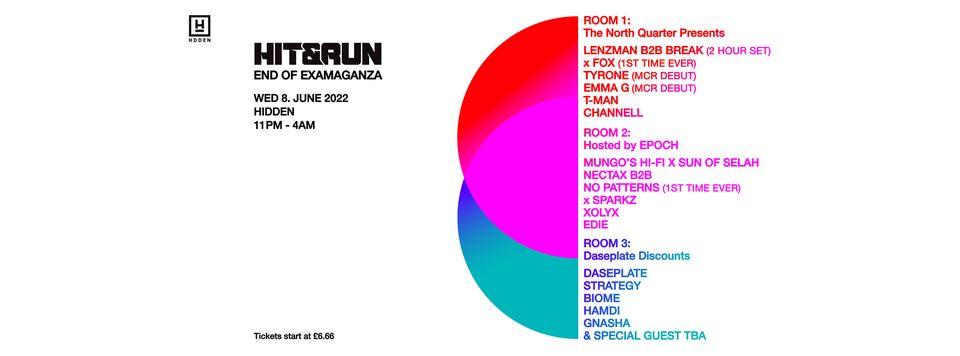 HDDEN
HIT&RUN
END OF EXAMAGANZA
WED 8. JUNE 2022
HIDDEN
11PM - 4AM
Tickets start at £6.66
ROOM 1:
The North Quarter Presents
LENZMAN B2B BREAK (2 HOUR SET)
x FOX (1ST TIME EVER)
TYRONE (MCR DEBUT)
EMMA G (MCR DEBUT)
T-MAN
CHANNELL
ROOM 2:
Hosted by EPOCH
MUNGO'S HI-FI X SUN OF SELAH
NECTAX B2B
NO PATTERNS (1ST TIME EVER)
x SPARKZ
XOLYX
EDIE
ROOM 3:
Daseplate Discounts
DASEPLATE
STRATEGY
BIOME
HAMDI
GNASHA
& SPECIAL GUEST TBA